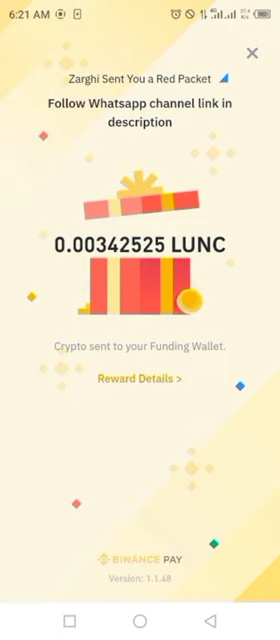 6:21 AM
Zarghi Sent You a Red Packet
Follow Whatsapp channel link in
description
0.00342525 LUNC
Crypto sent to your Funding Wallet.
Reward Details >
BINANCE PAY
Version: 1.1.48